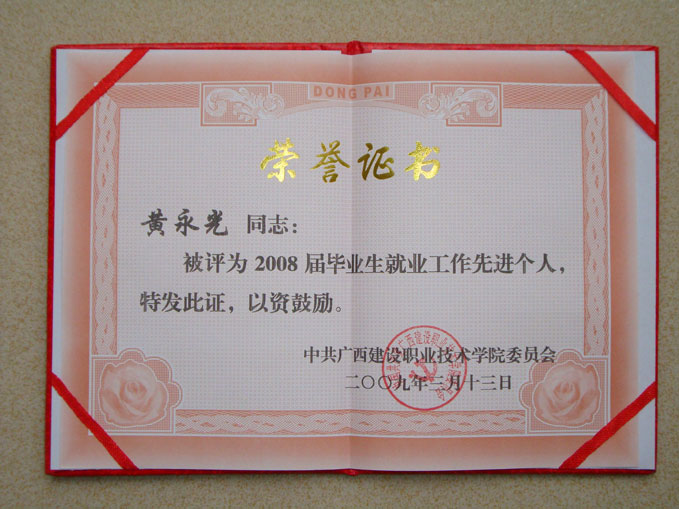 DONG PAI
荣誉证书
黄永光 同志：
被评为 2008 届毕业生就业工作先进个人，
特发此证，以资鼓励。
中共广西建设职业技术学院委员会
二〇〇九年三月十三日